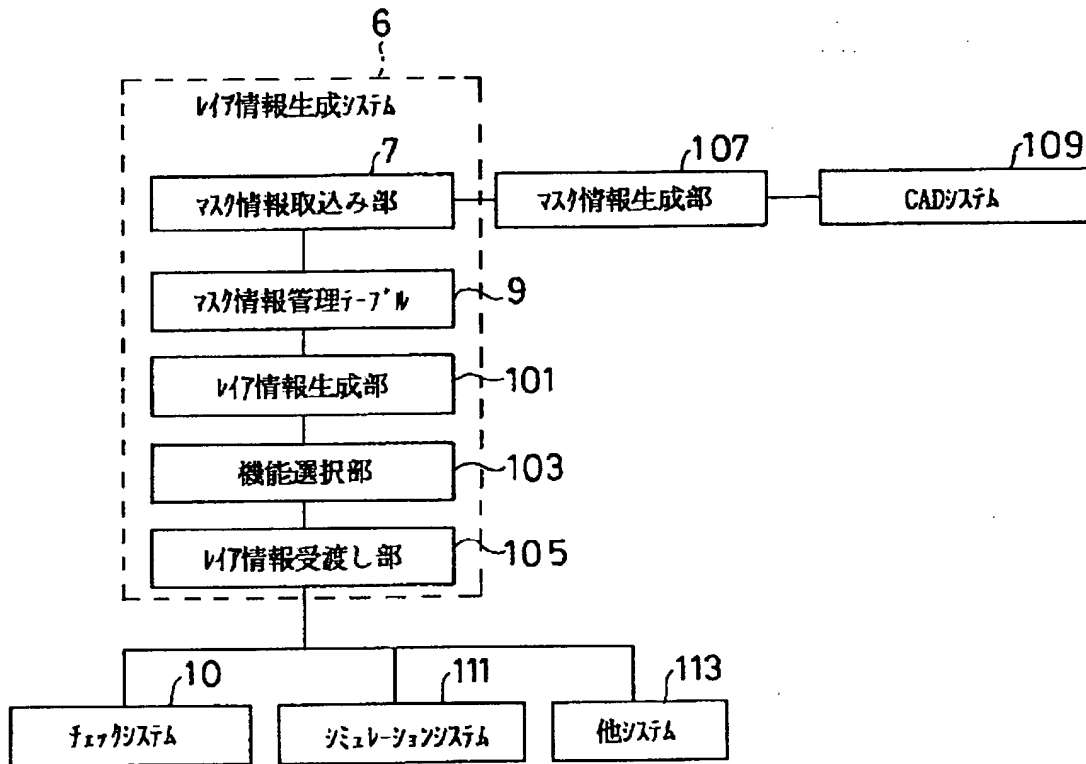 6
レイア情報生成システム
7
マスク情報取込み部
107
マスク情報生成部
109
CADシステム
マスク情報管理テーブル
9
レイア情報生成部
101
機能選択部
103
レイア情報受渡し部
105
10
チェックシステム
111
シミュレーションシステム
113
他システム